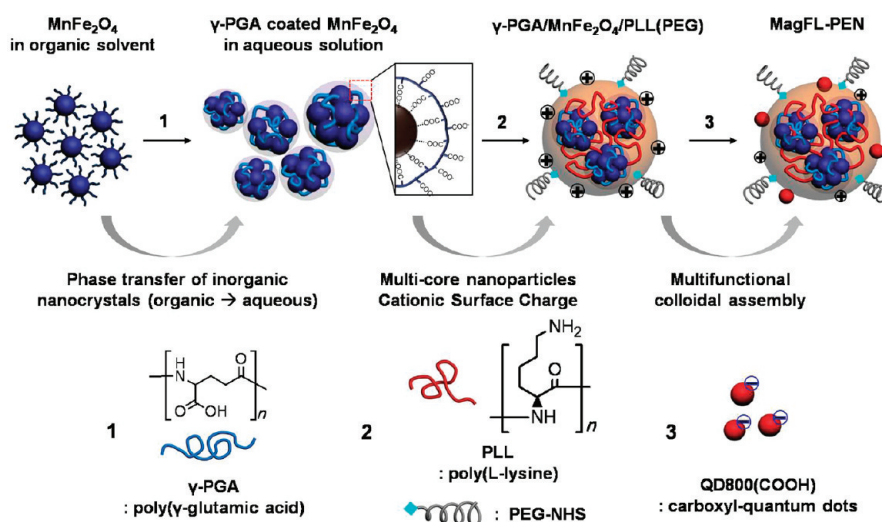 MnFe₂O₄
in organic solvent
γ-PGA coated MnFe₂O₄
in aqueous solution
γ-PGA/MnFe₂O₄/PLL(PEG)
MagFL-PEN
1
2
3
Phase transfer of inorganic
nanocrystals (organic → aqueous)
Multi-core nanoparticles
Cationic Surface Charge
Multifunctional
colloidal assembly
H
N
O
O
OH
n
1
γ-PGA
: poly(γ-glutamic acid)
NH₂
O
NH
n
2
PLL
: poly(L-lysine)
: PEG-NHS
3
QD800(COOH)
: carboxyl-quantum dots